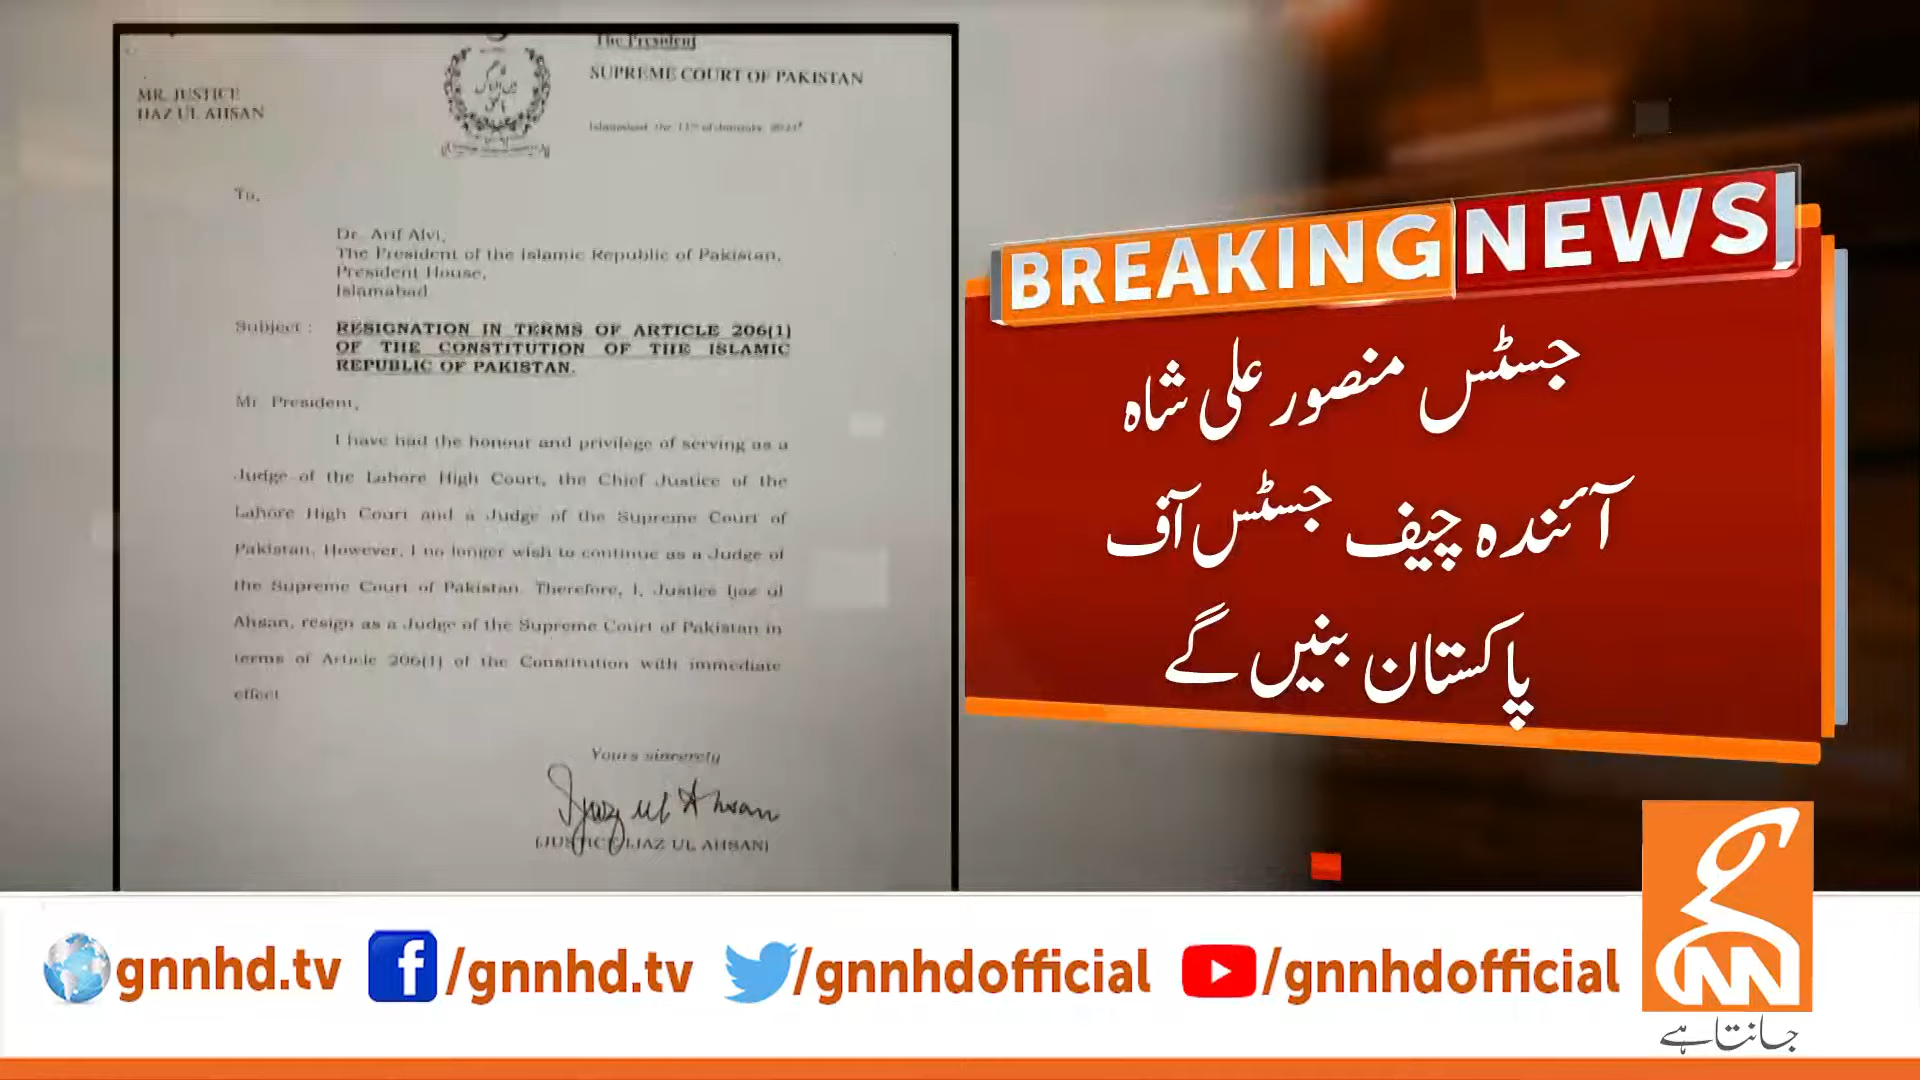 The President
SUPREME COURT OF PAKISTAN
MR. JUSTICE
IJAZ UL AHSAN
Islamabad, the 11th of January, 2024
To,
Dr. Arif Alvi,
The President of the Islamic Republic of Pakistan,
President House,
Islamabad
Subject : RESIGNATION IN TERMS OF ARTICLE 206(1)
OF THE CONSTITUTION OF THE ISLAMIC
REPUBLIC OF PAKISTAN.
Mr. President,
I have had the honour and privilege of serving as a
Judge of the Lahore High Court, the Chief Justice of the
Lahore High Court and a Judge of the Supreme Court of
Pakistan. However, I no longer wish to continue as a Judge of
the Supreme Court of Pakistan. Therefore, I, Justice Ijaz ul
Ahsan, resign as a Judge of the Supreme Court of Pakistan in
terms of Article 206(1) of the Constitution with immediate
effect
Yours sincerely
Ijaz ul Ahsan
(JUSTICE IJAZ UL AHSAN)
BREAKING NEWS
جسٹس منصور علی شاہ
آئندہ چیف جسٹس آف
پاکستان بنیں گے
gnnhd.tv /gnnhd.tv /gnnhdofficial /gnnhdofficial
GNN
جانتا ہے